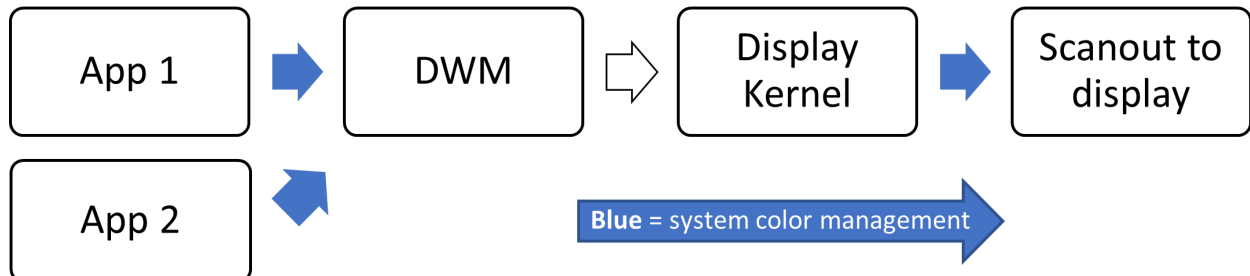 App 1
DWM
Display
Kernel
Scanout to
display
App 2
Blue = system color management